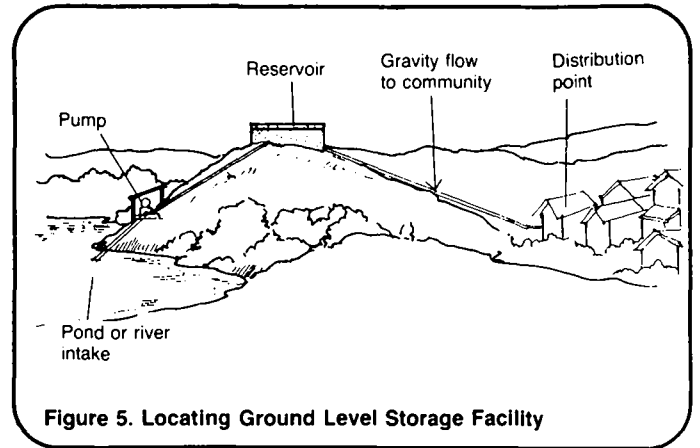 Reservoir
Gravity flow
to community
Distribution
point
Pump
Pond or river
intake
Figure 5. Locating Ground Level Storage Facility